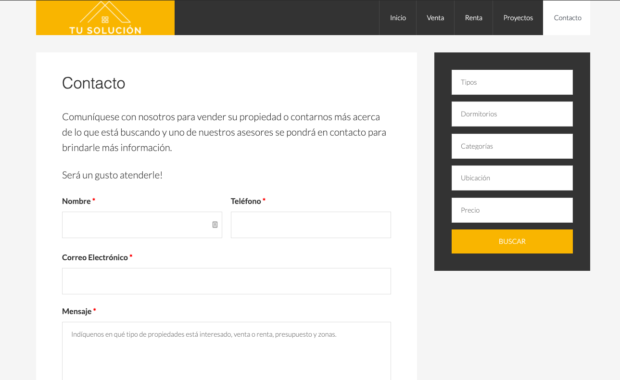 TU SOLUCIÓN
Inicio
Venta
Renta
Proyectos
Contacto
Contacto
Comuníquese con nosotros para vender su propiedad o contarnos más acerca
de lo que está buscando y uno de nuestros asesores se pondrá en contacto para
brindarle más información.
Será un gusto atenderle!
Nombre *
Teléfono *
Correo Electrónico *
Mensaje *
Indíquenos en qué tipo de propiedades está interesado, venta o renta, presupuesto y zonas.
Tipos
Dormitorios
Categorías
Ubicación
Precio
BUSCAR